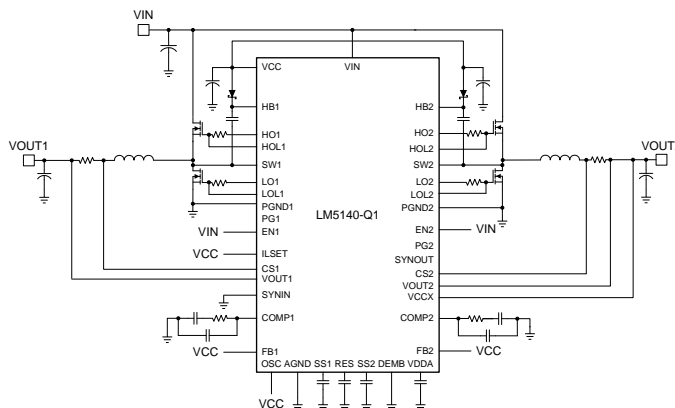 VIN
VCC
VIN
HB1
HB2
HO1
HO2
HOL1
HOL2
VOUT1
VOUT
SW1
SW2
LO1
LO2
LOL1
LOL2
PGND1
PGND2
LM5140-Q1
PG1
VIN
EN1
EN2
VIN
PG2
VCC
ILSET
SYNOUT
CS1
CS2
VOUT1
VOUT2
SYNIN
VCCX
COMP1
COMP2
VCC
FB1
FB2
VCC
OSC AGND SS1 RES SS2 DEMB VDDA
VCC